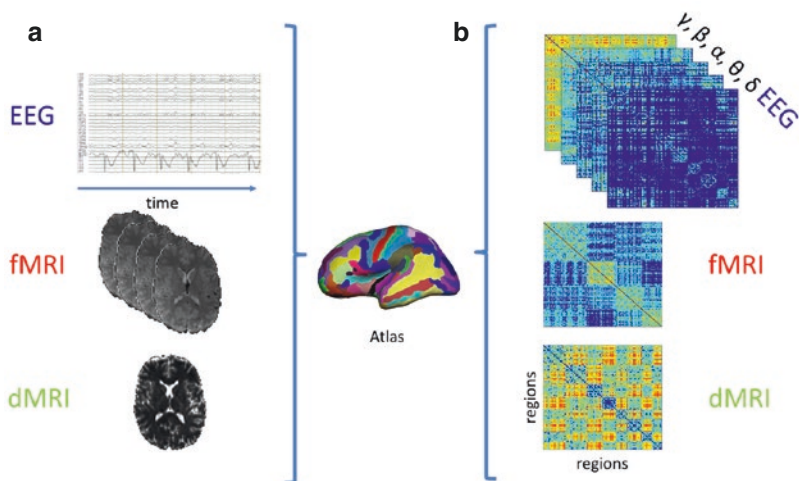 a
EEG
time
fMRI
dMRI
Atlas
b
γ, β, α, θ, δ EEG
fMRI
regions
dMRI
regions